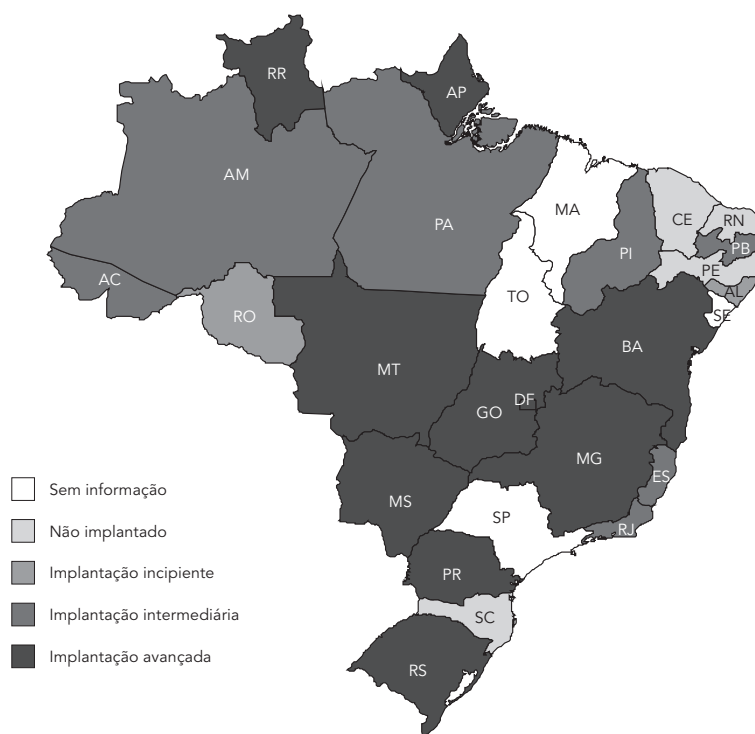 RR
AP
AM
PA
MA
CE
RN
PB
PI
PE
AC
AL
TO
SE
RO
BA
MT
DF
GO
MG
ES
MS
SP
RJ
PR
SC
RS
Sem informação
Não implantado
Implantação incipiente
Implantação intermediária
Implantação avançada